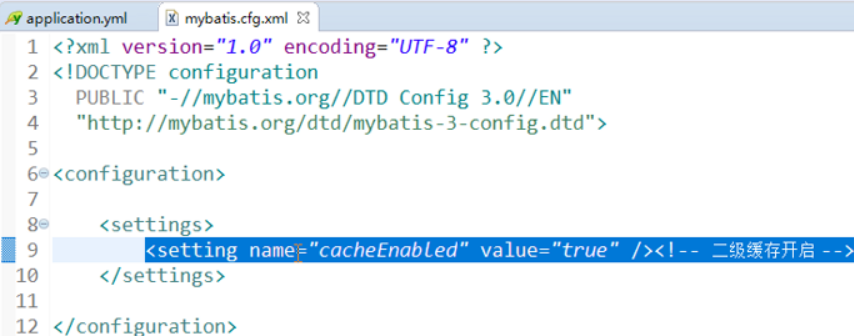 application.yml mybatis.cfg.xml
1 <?xml version="1.0" encoding="UTF-8" ?>
2 <!DOCTYPE configuration
3 PUBLIC "-//mybatis.org//DTD Config 3.0//EN"
4 "http://mybatis.org/dtd/mybatis-3-config.dtd">
5
6 <configuration>
7
8 <settings>
9 <setting name="cacheEnabled" value="true" /><!-- 二级缓存开启 -->
10 </settings>
11
12 </configuration>